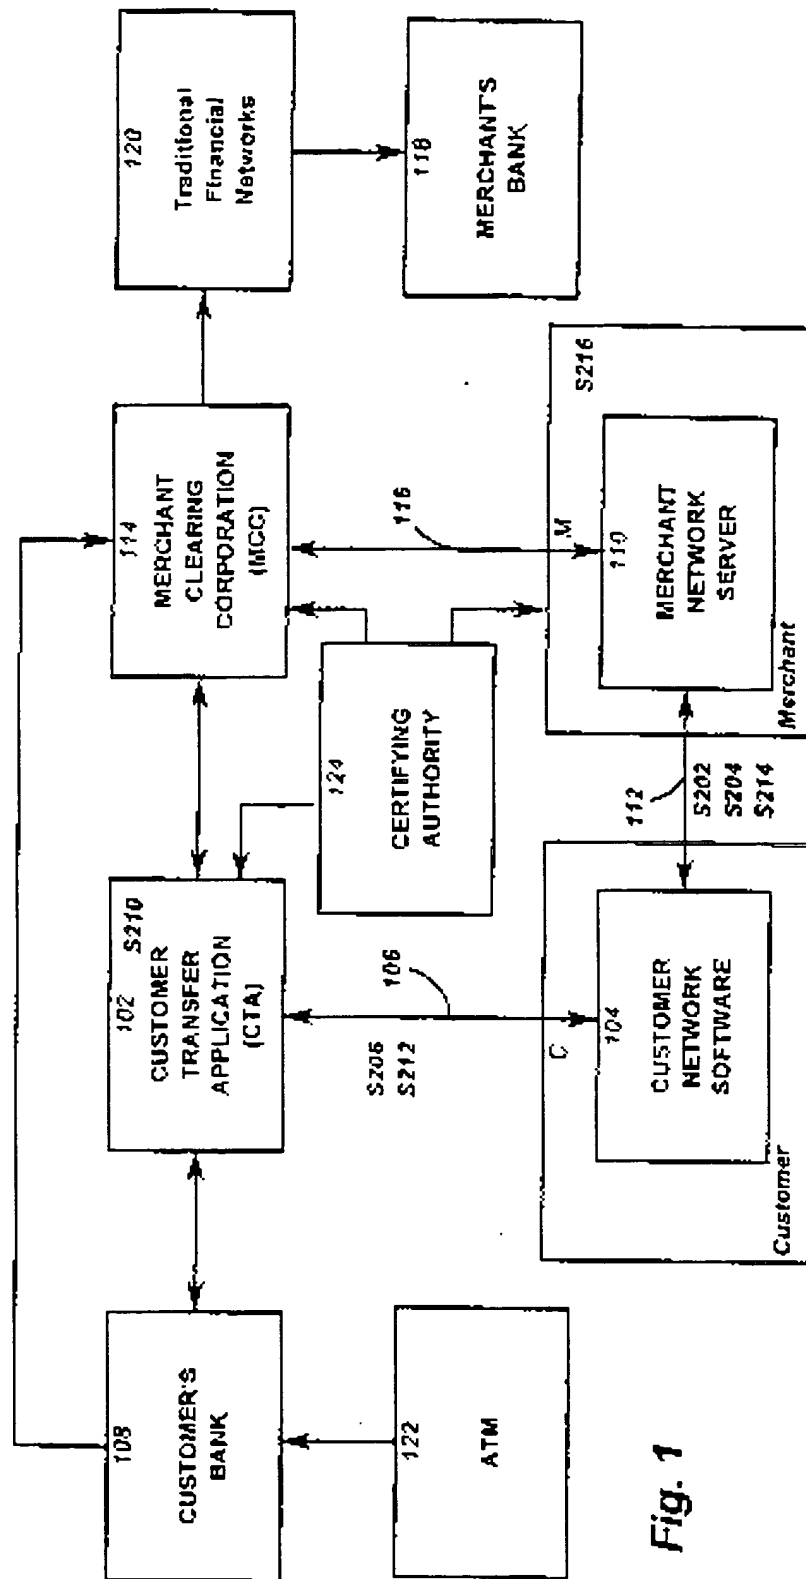 108
CUSTOMER'S
BANK
122
ATM
102
S210
CUSTOMER
TRANSFER
APPLICATION
(CTA)
S206
S212
106
C
104
CUSTOMER
NETWORK
SOFTWARE
Customer
124
CERTIFYING
AUTHORITY
112
S202
S204
S214
114
MERCHANT
CLEARING
CORPORATION
(MCC)
116
M
S216
110
MERCHANT
NETWORK
SERVER
Merchant
120
Traditional
Financial
Networks
118
MERCHANT'S
BANK
Fig. 1